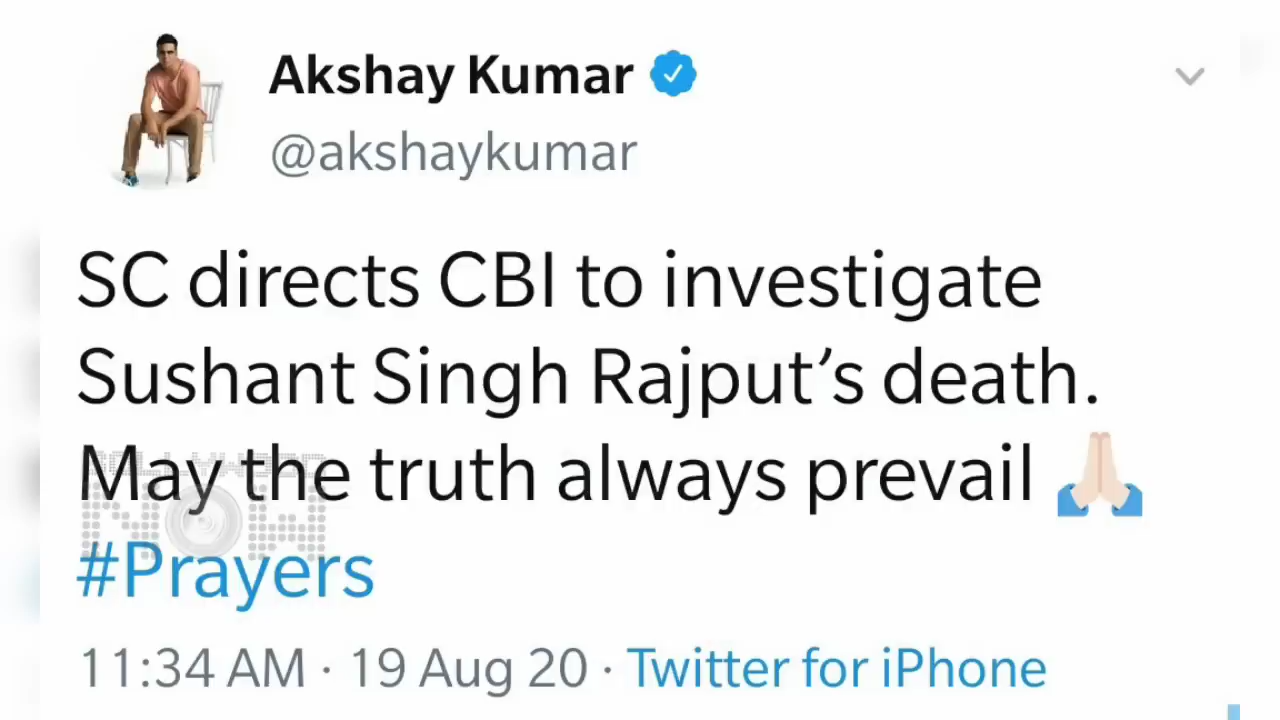 Akshay Kumar
@akshaykumar
SC directs CBI to investigate
Sushant Singh Rajput’s death.
May the truth always prevail 🙏🏻
NOW
#Prayers
11:34 AM · 19 Aug 20 · Twitter for iPhone